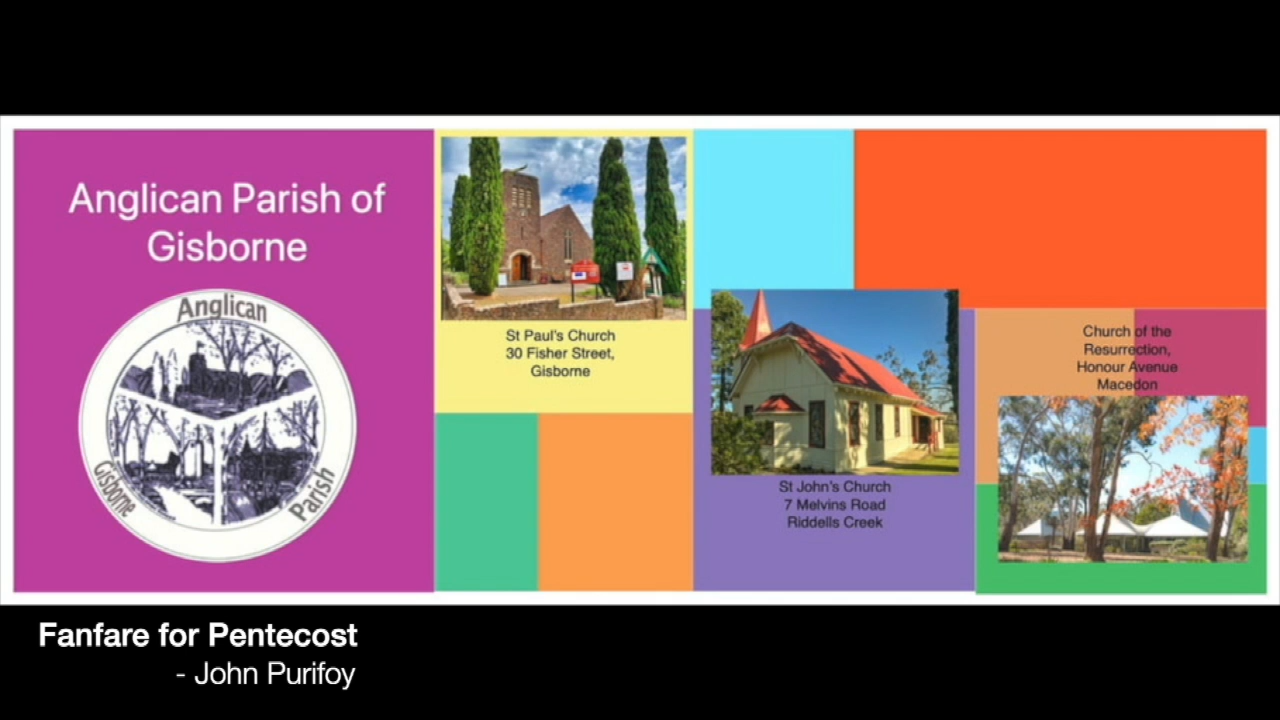 Anglican Parish of
Gisborne
Anglican
Gisborne
Parish
St Paul's Church
30 Fisher Street,
Gisborne
St John's Church
7 Melvins Road
Riddells Creek
Church of the
Resurrection,
Honour Avenue
Macedon
Fanfare for Pentecost
- John Purifoy